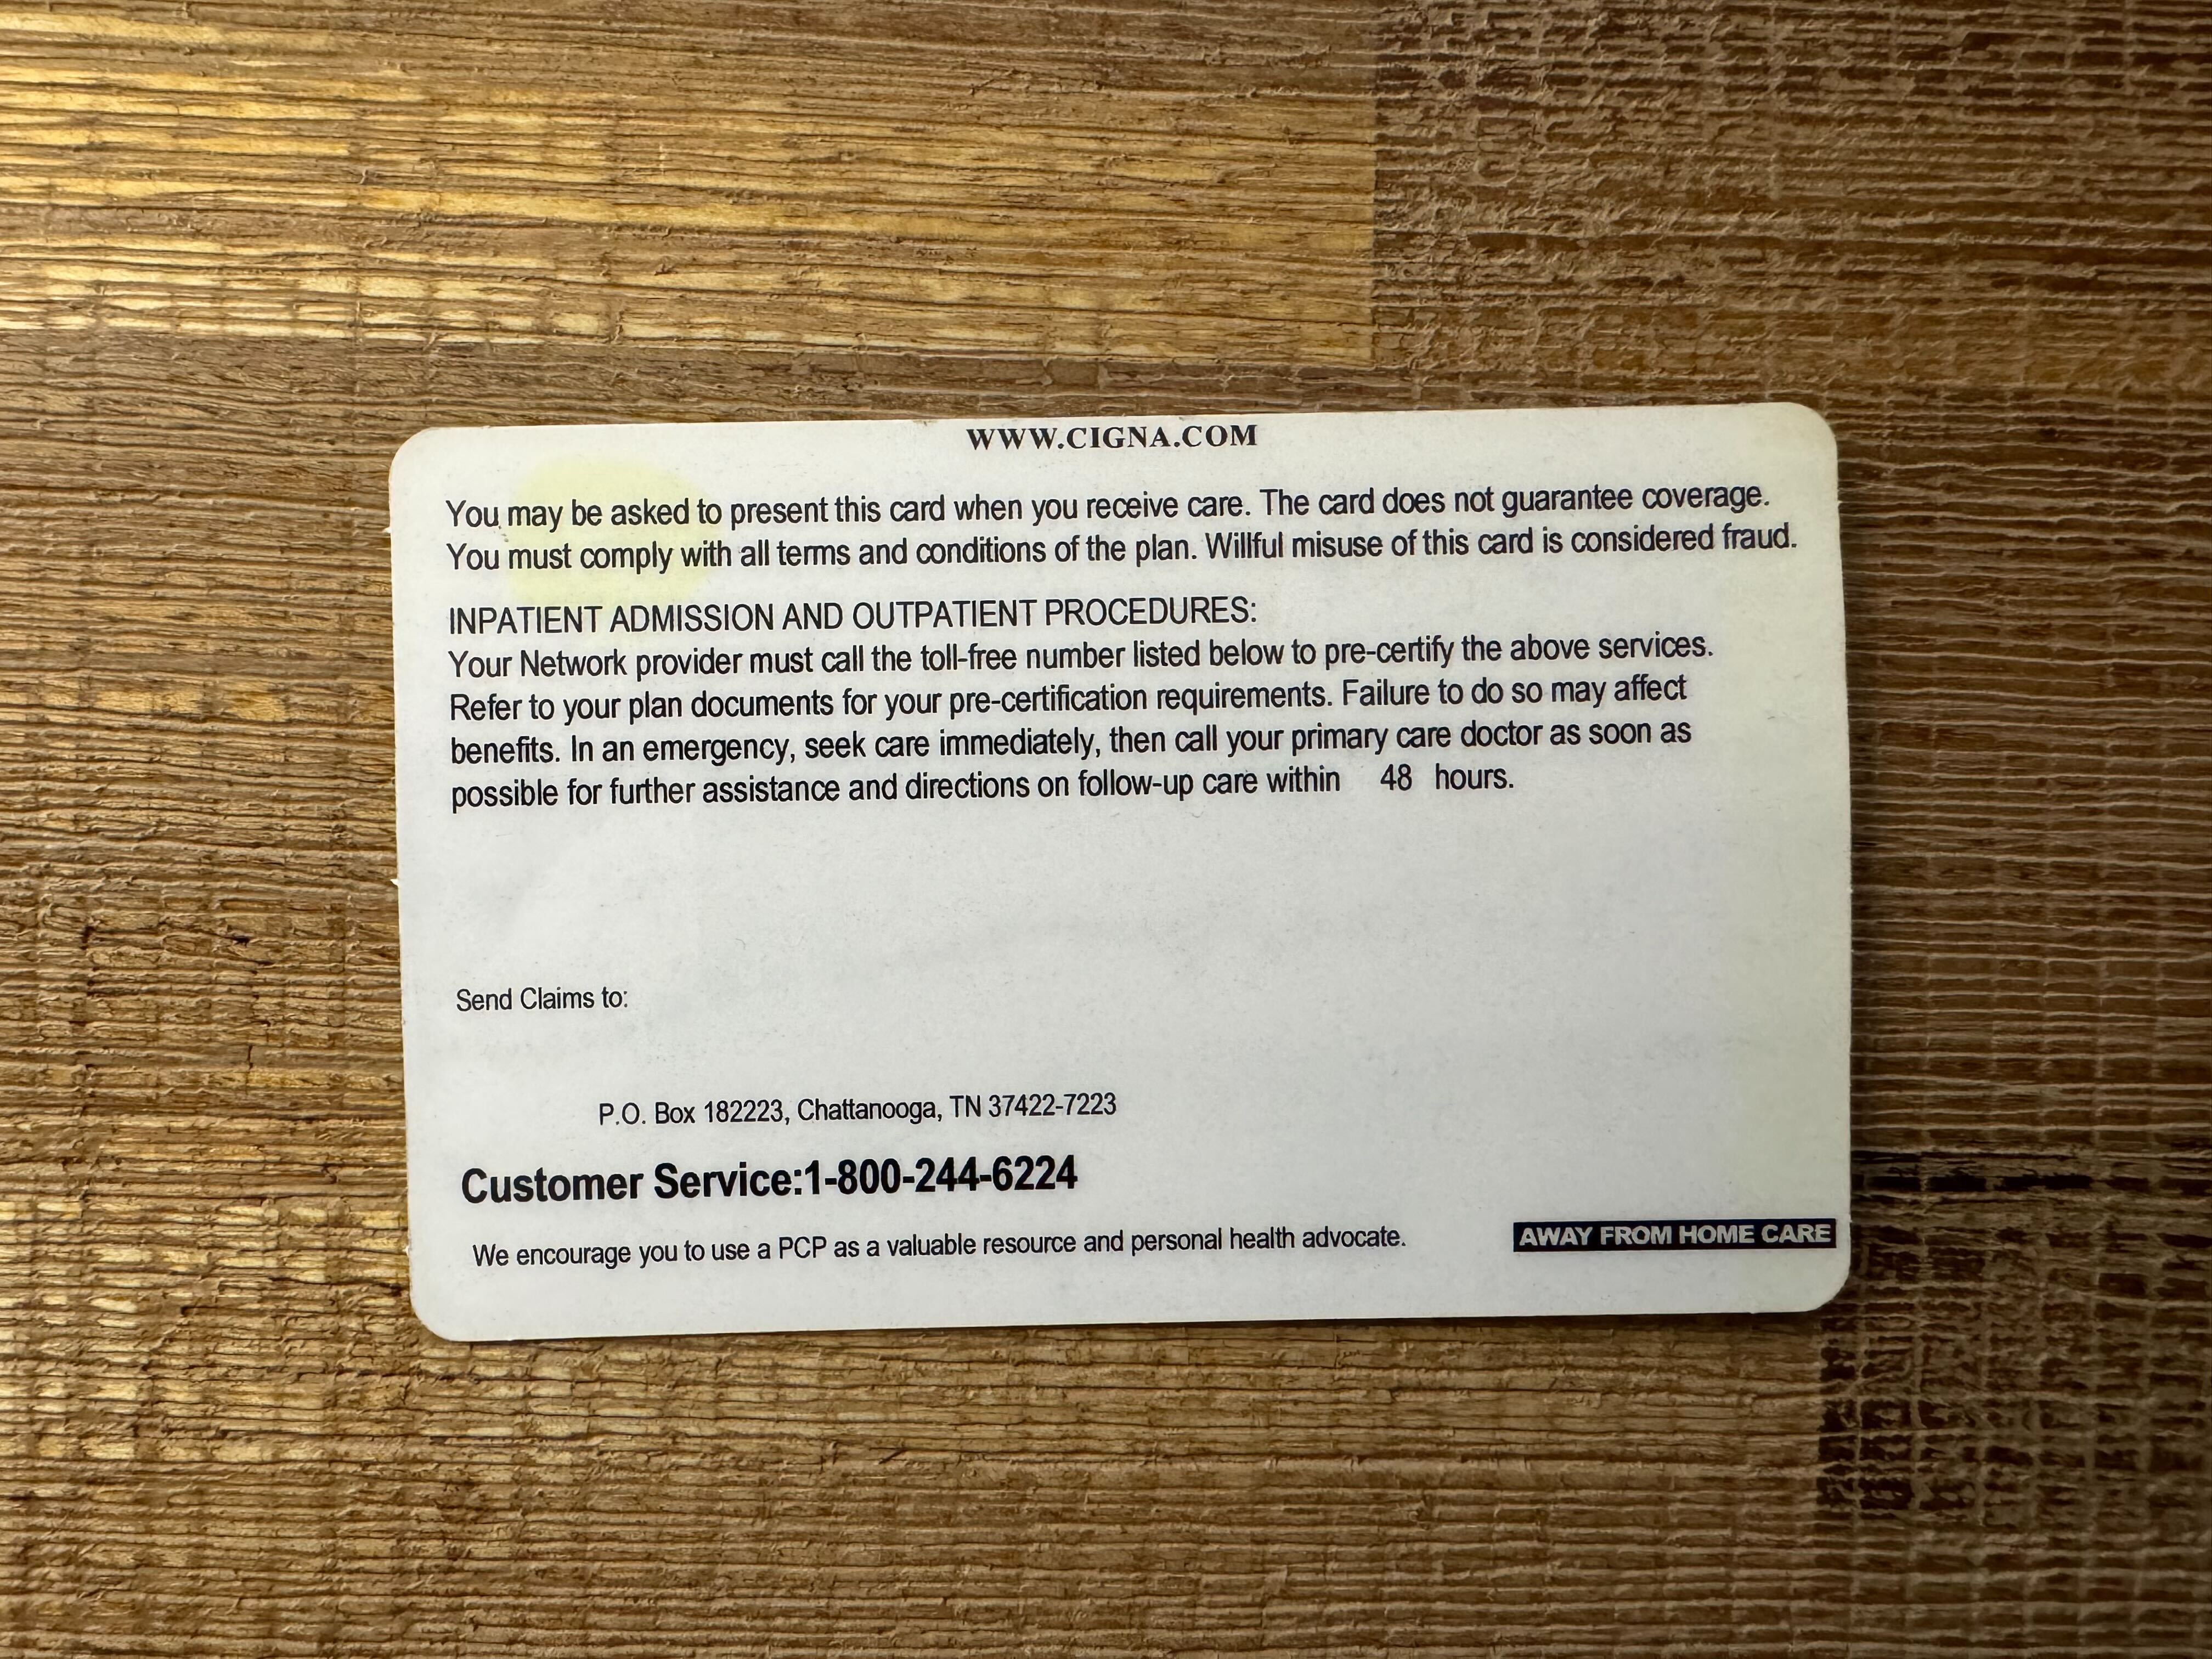 WWW.CIGNA.COM
You may be asked to present this card when you receive care. The card does not guarantee coverage.
You must comply with all terms and conditions of the plan. Willful misuse of this card is considered fraud.
INPATIENT ADMISSION AND OUTPATIENT PROCEDURES:
Your Network provider must call the toll-free number listed below to pre-certify the above services.
Refer to your plan documents for your pre-certification requirements. Failure to do so may affect
benefits. In an emergency, seek care immediately, then call your primary care doctor as soon as
possible for further assistance and directions on follow-up care within 48 hours.
Send Claims to:
P.O. Box 182223, Chattanooga, TN 37422-7223
Customer Service:1-800-244-6224
We encourage you to use a PCP as a valuable resource and personal health advocate.
AWAY FROM HOME CARE